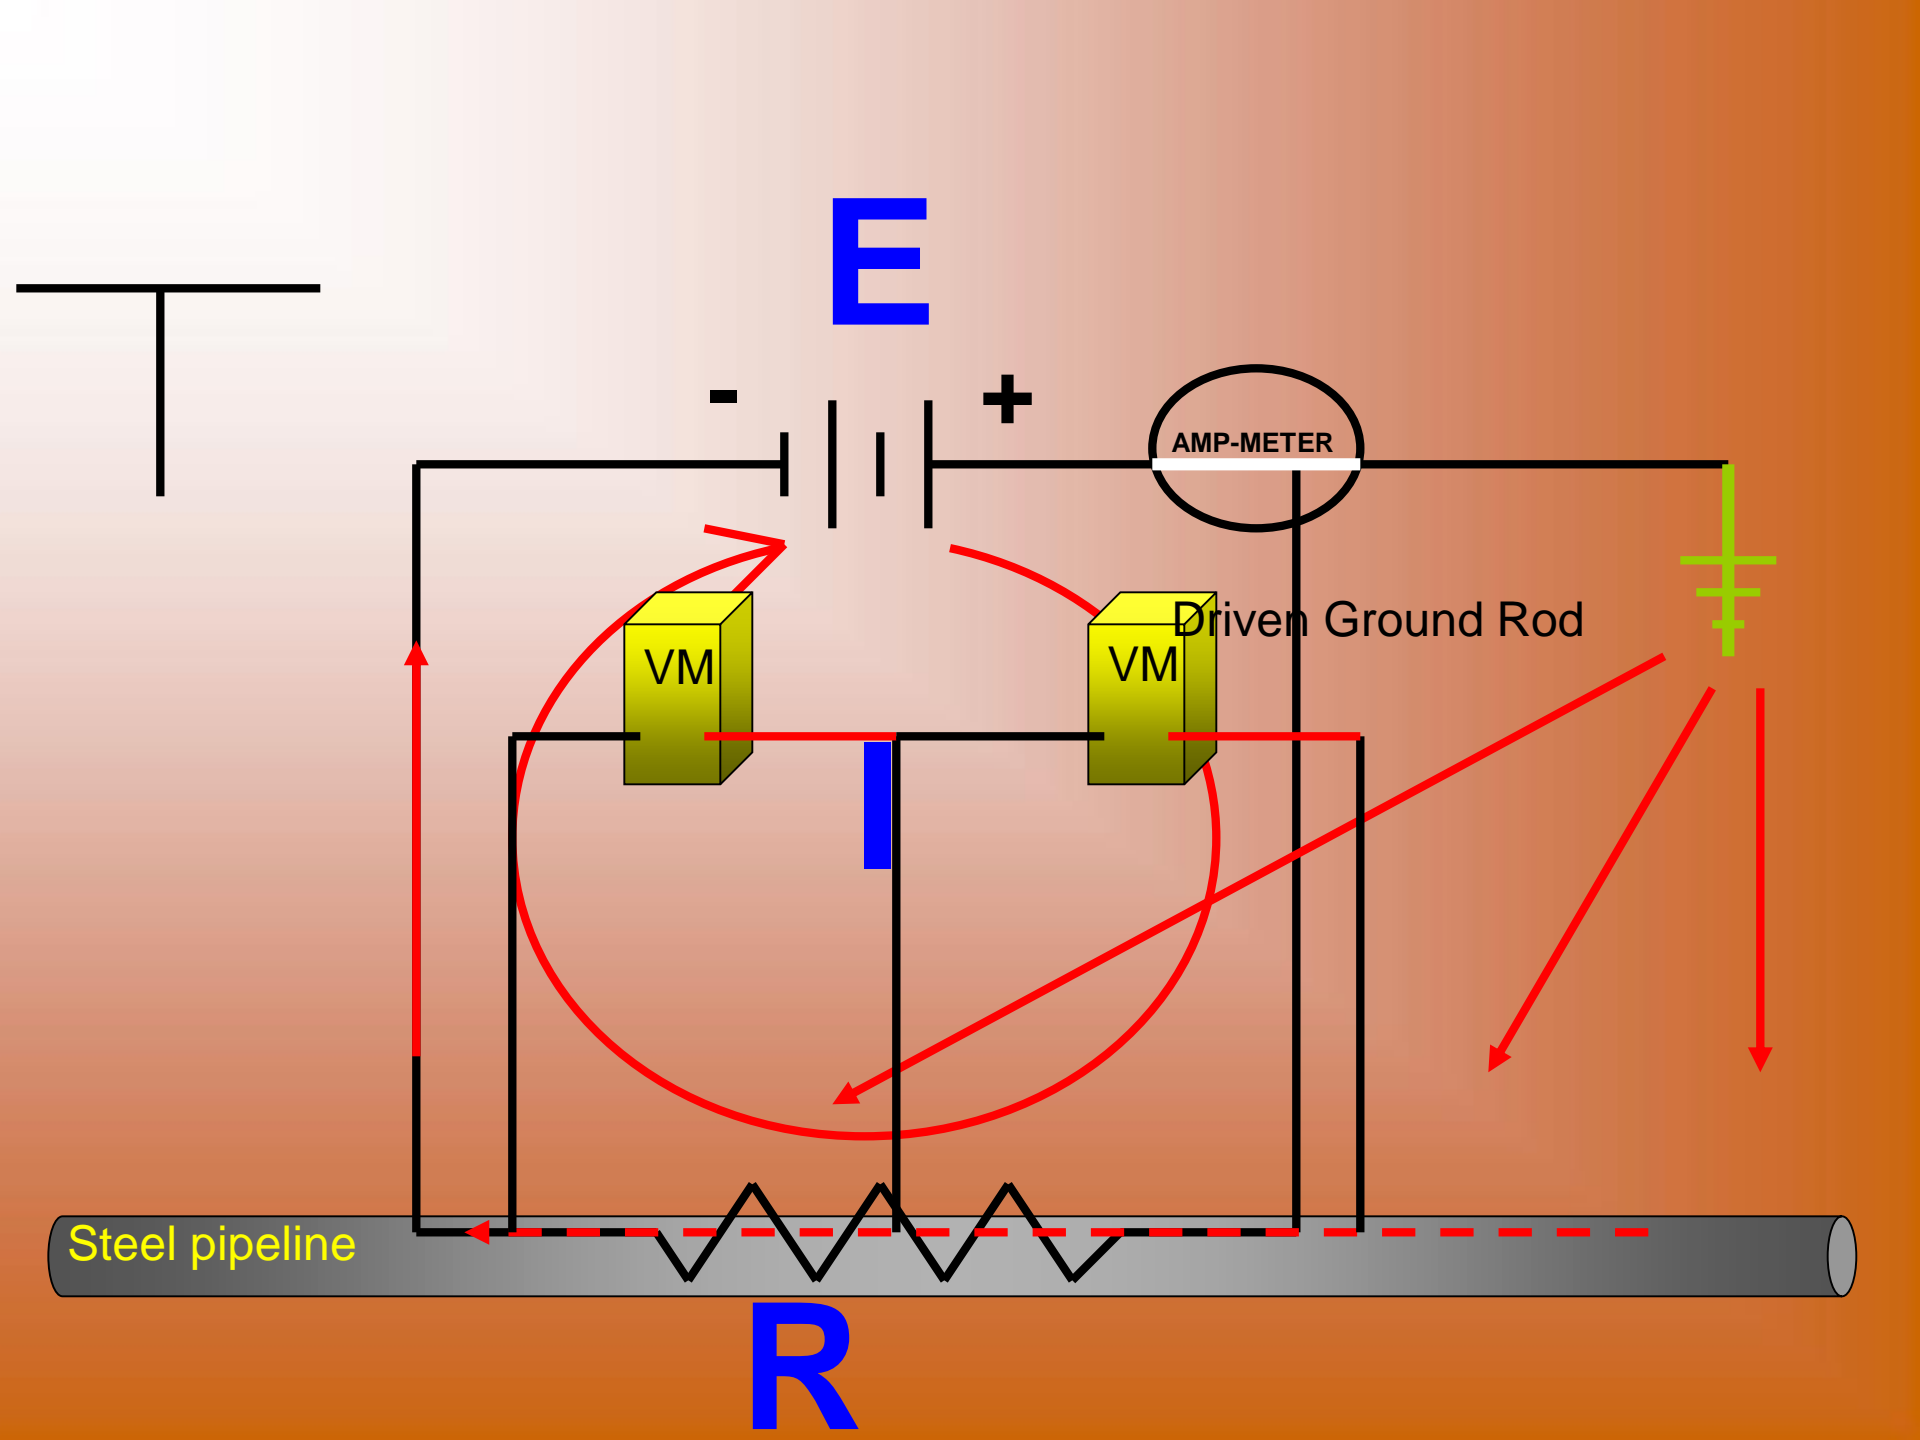 E
- +
AMP-METER
Driven Ground Rod
VM VM
I
Steel pipeline
R